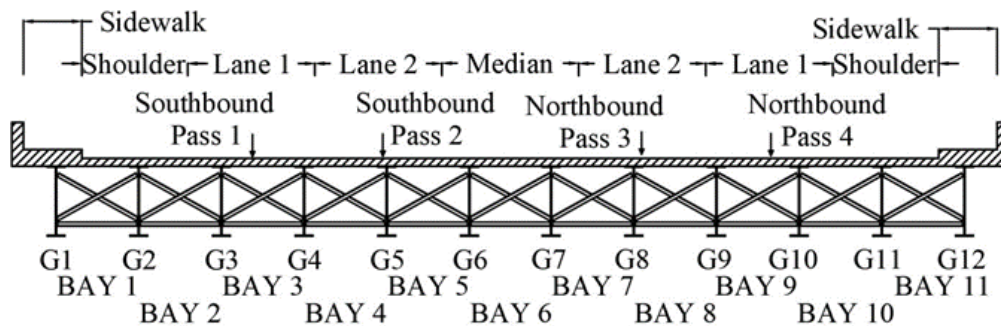 Sidewalk
Sidewalk
Shoulder Lane 1 Lane 2 Median Lane 2 Lane 1 Shoulder
Southbound Southbound Northbound Northbound
Pass 1 Pass 2 Pass 3 Pass 4
G1 G2 G3 G4 G5 G6 G7 G8 G9 G10 G11 G12
BAY 1 BAY 3 BAY 5 BAY 7 BAY 9 BAY 11
BAY 2 BAY 4 BAY 6 BAY 8 BAY 10